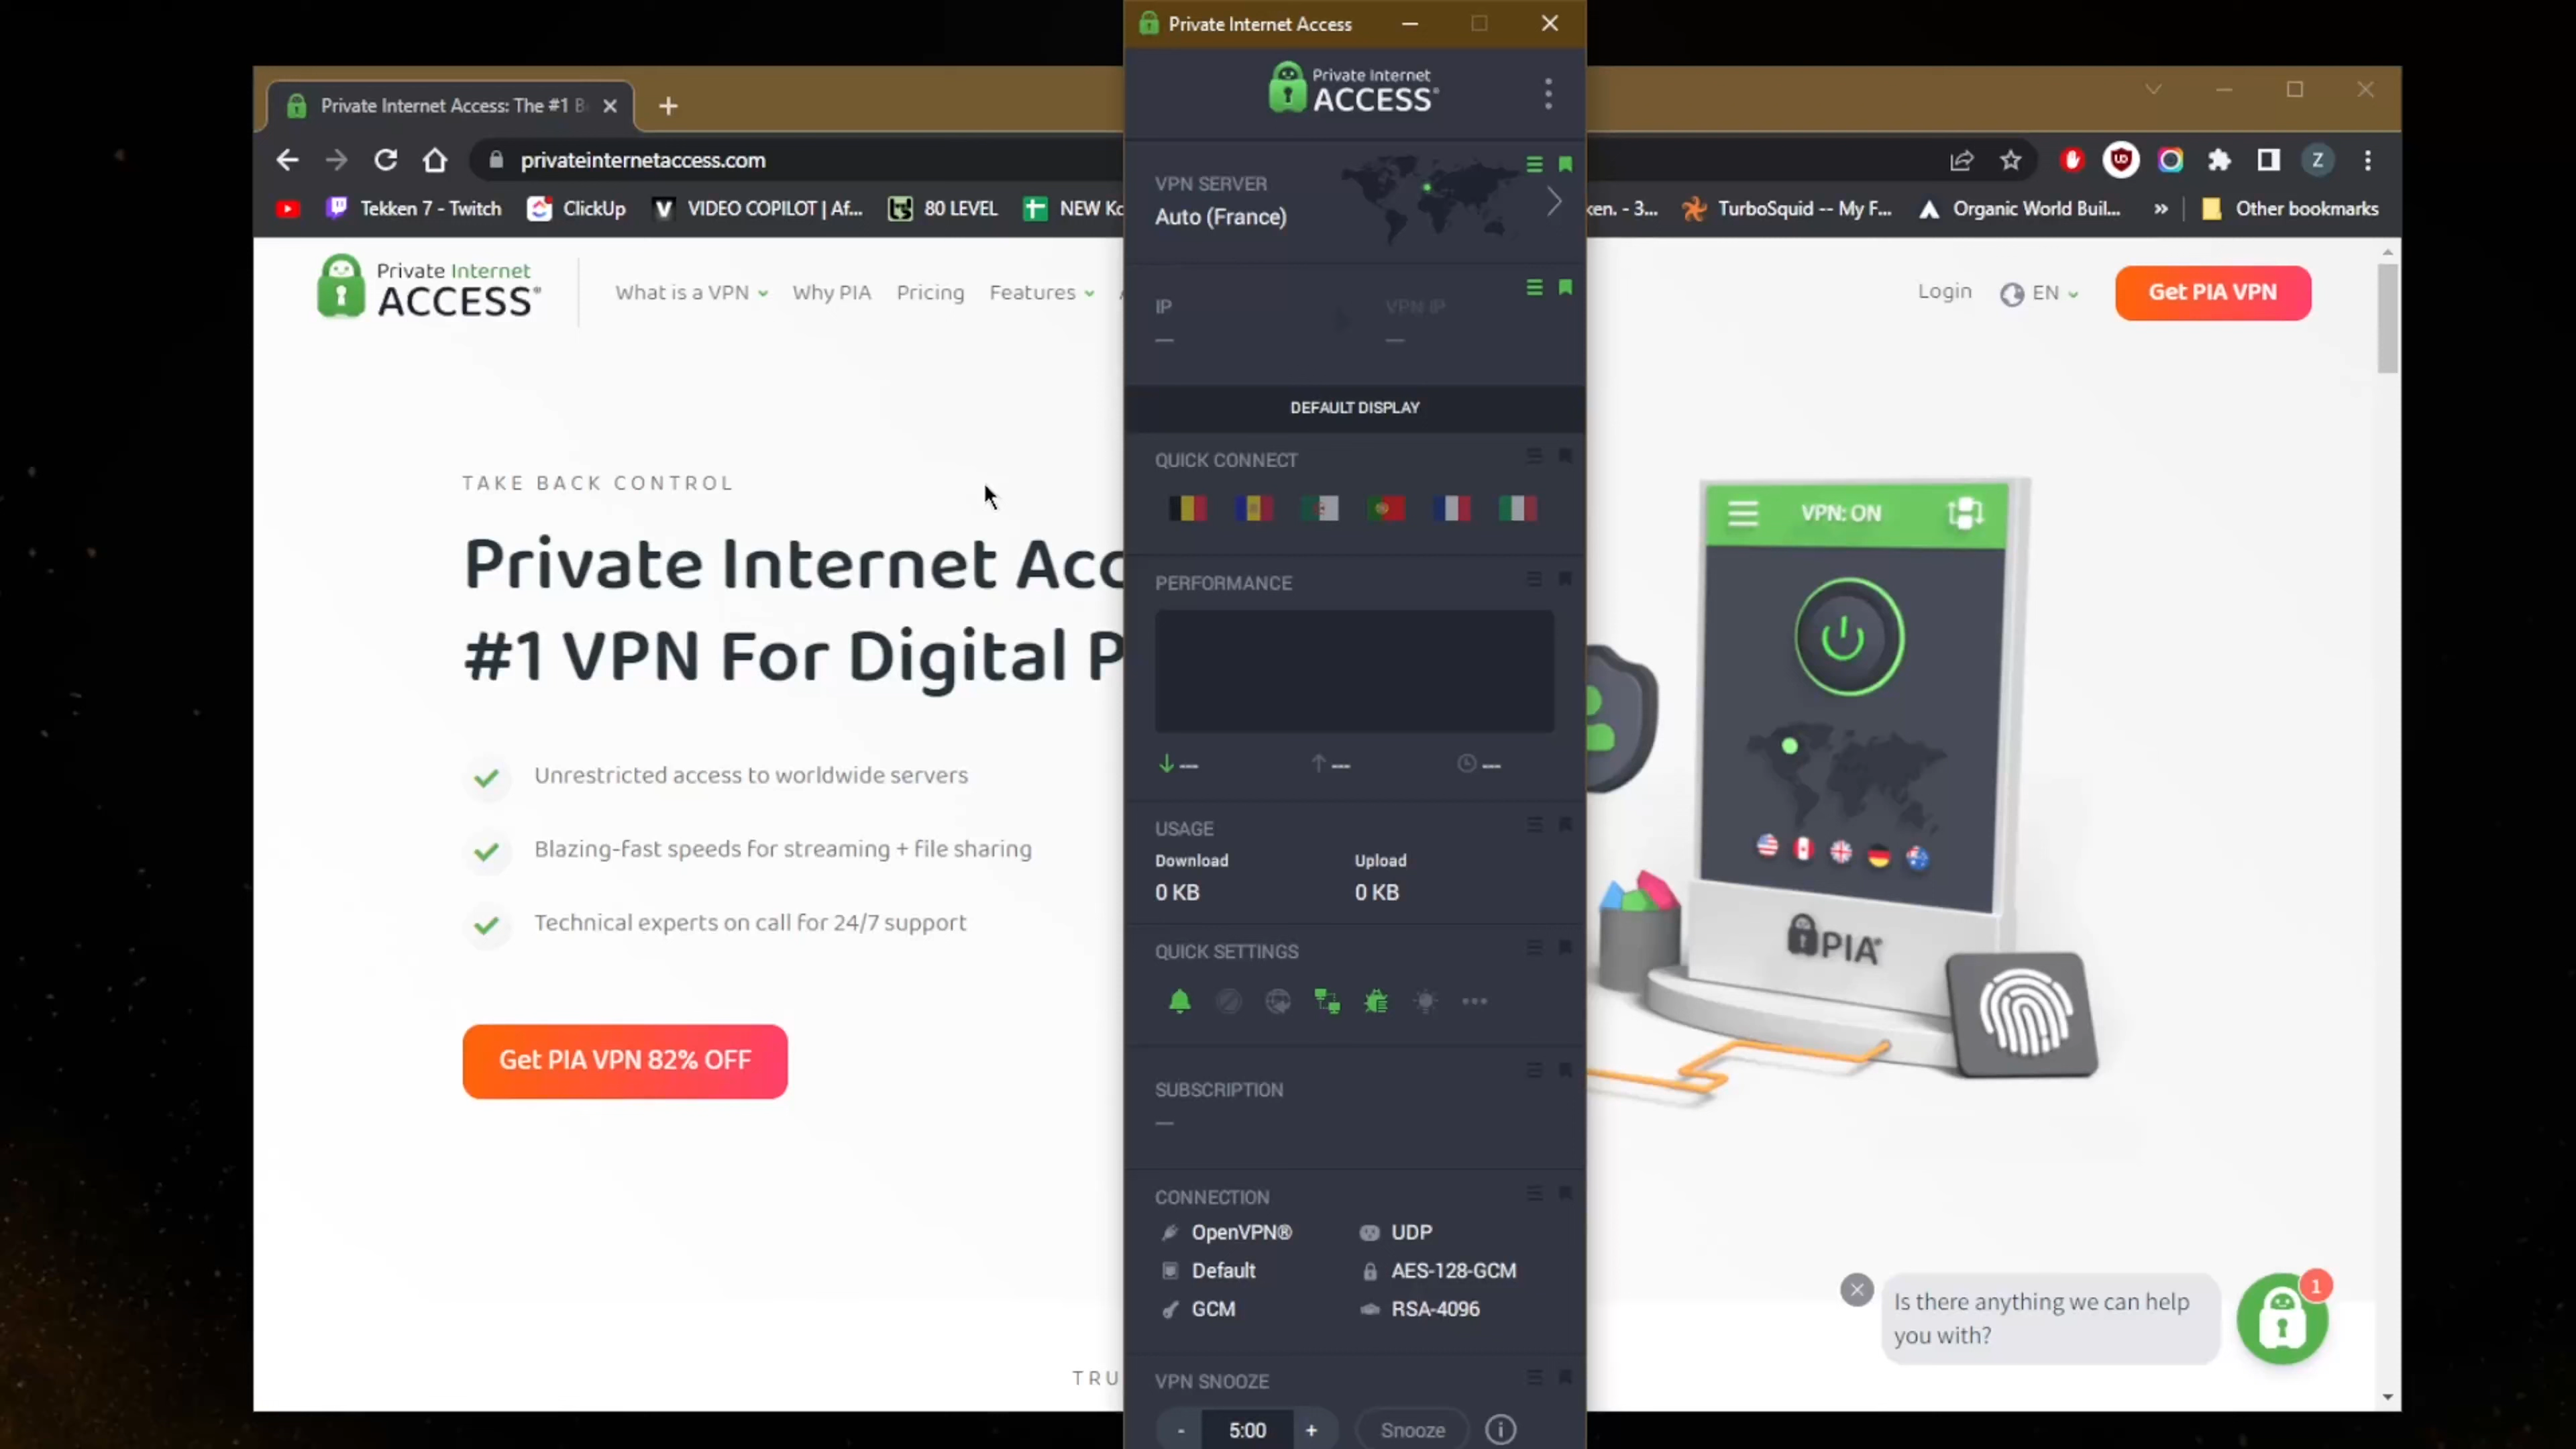 Private Internet Access
Private Internet
ACCESS®
Private Internet Access: The #1 B
privateinternetaccess.com
Z
Tekken 7 - Twitch
ClickUp
VIDEO COPILOT | Af...
80 LEVEL
NEW Ko
ken. - 3...
TurboSquid -- My F...
Organic World Buil...
»
Other bookmarks
Private Internet
ACCESS®
What is a VPN
Why PIA
Pricing
Features
Login
EN
Get PIA VPN
TAKE BACK CONTROL
Private Internet Acc
#1 VPN For Digital P
Unrestricted access to worldwide servers
Blazing-fast speeds for streaming + file sharing
Technical experts on call for 24/7 support
Get PIA VPN 82% OFF
TRU
VPN SERVER
Auto (France)
IP
VPN IP
—
—
DEFAULT DISPLAY
QUICK CONNECT
PERFORMANCE
---
---
---
USAGE
Download
Upload
0 KB
0 KB
QUICK SETTINGS
SUBSCRIPTION
—
CONNECTION
OpenVPN®
UDP
Default
AES-128-GCM
GCM
RSA-4096
VPN SNOOZE
-
5:00
+
Snooze
VPN: ON
PIA®
Is there anything we can help
you with?
1